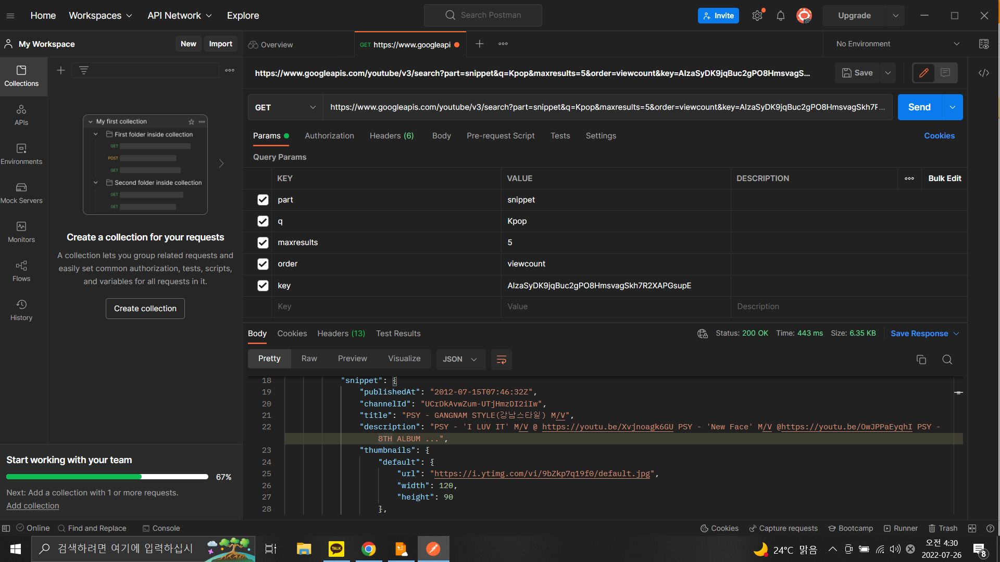 Home
Workspaces
API Network
Explore
Search Postman
Invite
Upgrade
My Workspace
New
Import
Overview
GET https://www.googleapi
No Environment
https://www.googleapis.com/youtube/v3/search?part=snippet&q=Kpop&maxresults=5&order=viewcount&key=AIzaSyDK9jqBuc2gPO8HmsvagS...
Save
GET
https://www.googleapis.com/youtube/v3/search?part=snippet&q=Kpop&maxresults=5&order=viewcount&key=AIzaSyDK9jqBuc2gPO8HmsvagSkh7F...
Send
Params
Authorization
Headers (6)
Body
Pre-request Script
Tests
Settings
Cookies
Query Params
KEY
VALUE
DESCRIPTION
Bulk Edit
part
snippet
q
Kpop
maxresults
5
order
viewcount
key
AIzaSyDK9jqBuc2gPO8HmsvagSkh7R2XAPGsupE
Key
Value
Description
Collections
APIs
Environments
Mock Servers
Monitors
Flows
History
My first collection
First folder inside collection
GET
POST
GET
Second folder inside collection
GET
GET
Create a collection for your requests
A collection lets you group related requests and
easily set common authorization, tests, scripts,
and variables for all requests in it.
Create collection
Start working with your team
67%
Next: Add a collection with 1 or more requests.
Add collection
Body
Cookies
Headers (13)
Test Results
Status: 200 OK
Time: 443 ms
Size: 6.35 KB
Save Response
Pretty
Raw
Preview
Visualize
JSON
18 "snippet": {
19 "publishedAt": "2012-07-15T07:46:32Z",
20 "channelId": "UCrDkAvwZum-UTjHmzDI2iIw",
21 "title": "PSY - GANGNAM STYLE(강남스타일) M/V",
22 "description": "PSY - 'I LUV IT' M/V @ https://youtu.be/Xvjnoagk6GU PSY - 'New Face' M/V @https://youtu.be/OwJPPaEyqhI PSY -
8TH ALBUM ...",
23 "thumbnails": {
24 "default": {
25 "url": "https://i.ytimg.com/vi/9bZkp7q19f0/default.jpg",
26 "width": 120,
27 "height": 90
28 },
Online
Find and Replace
Console
Cookies
Capture requests
Bootcamp
Runner
Trash
검색하려면 여기에 입력하십시
TALK
24°C 맑음
오전 4:30
2022-07-26
8